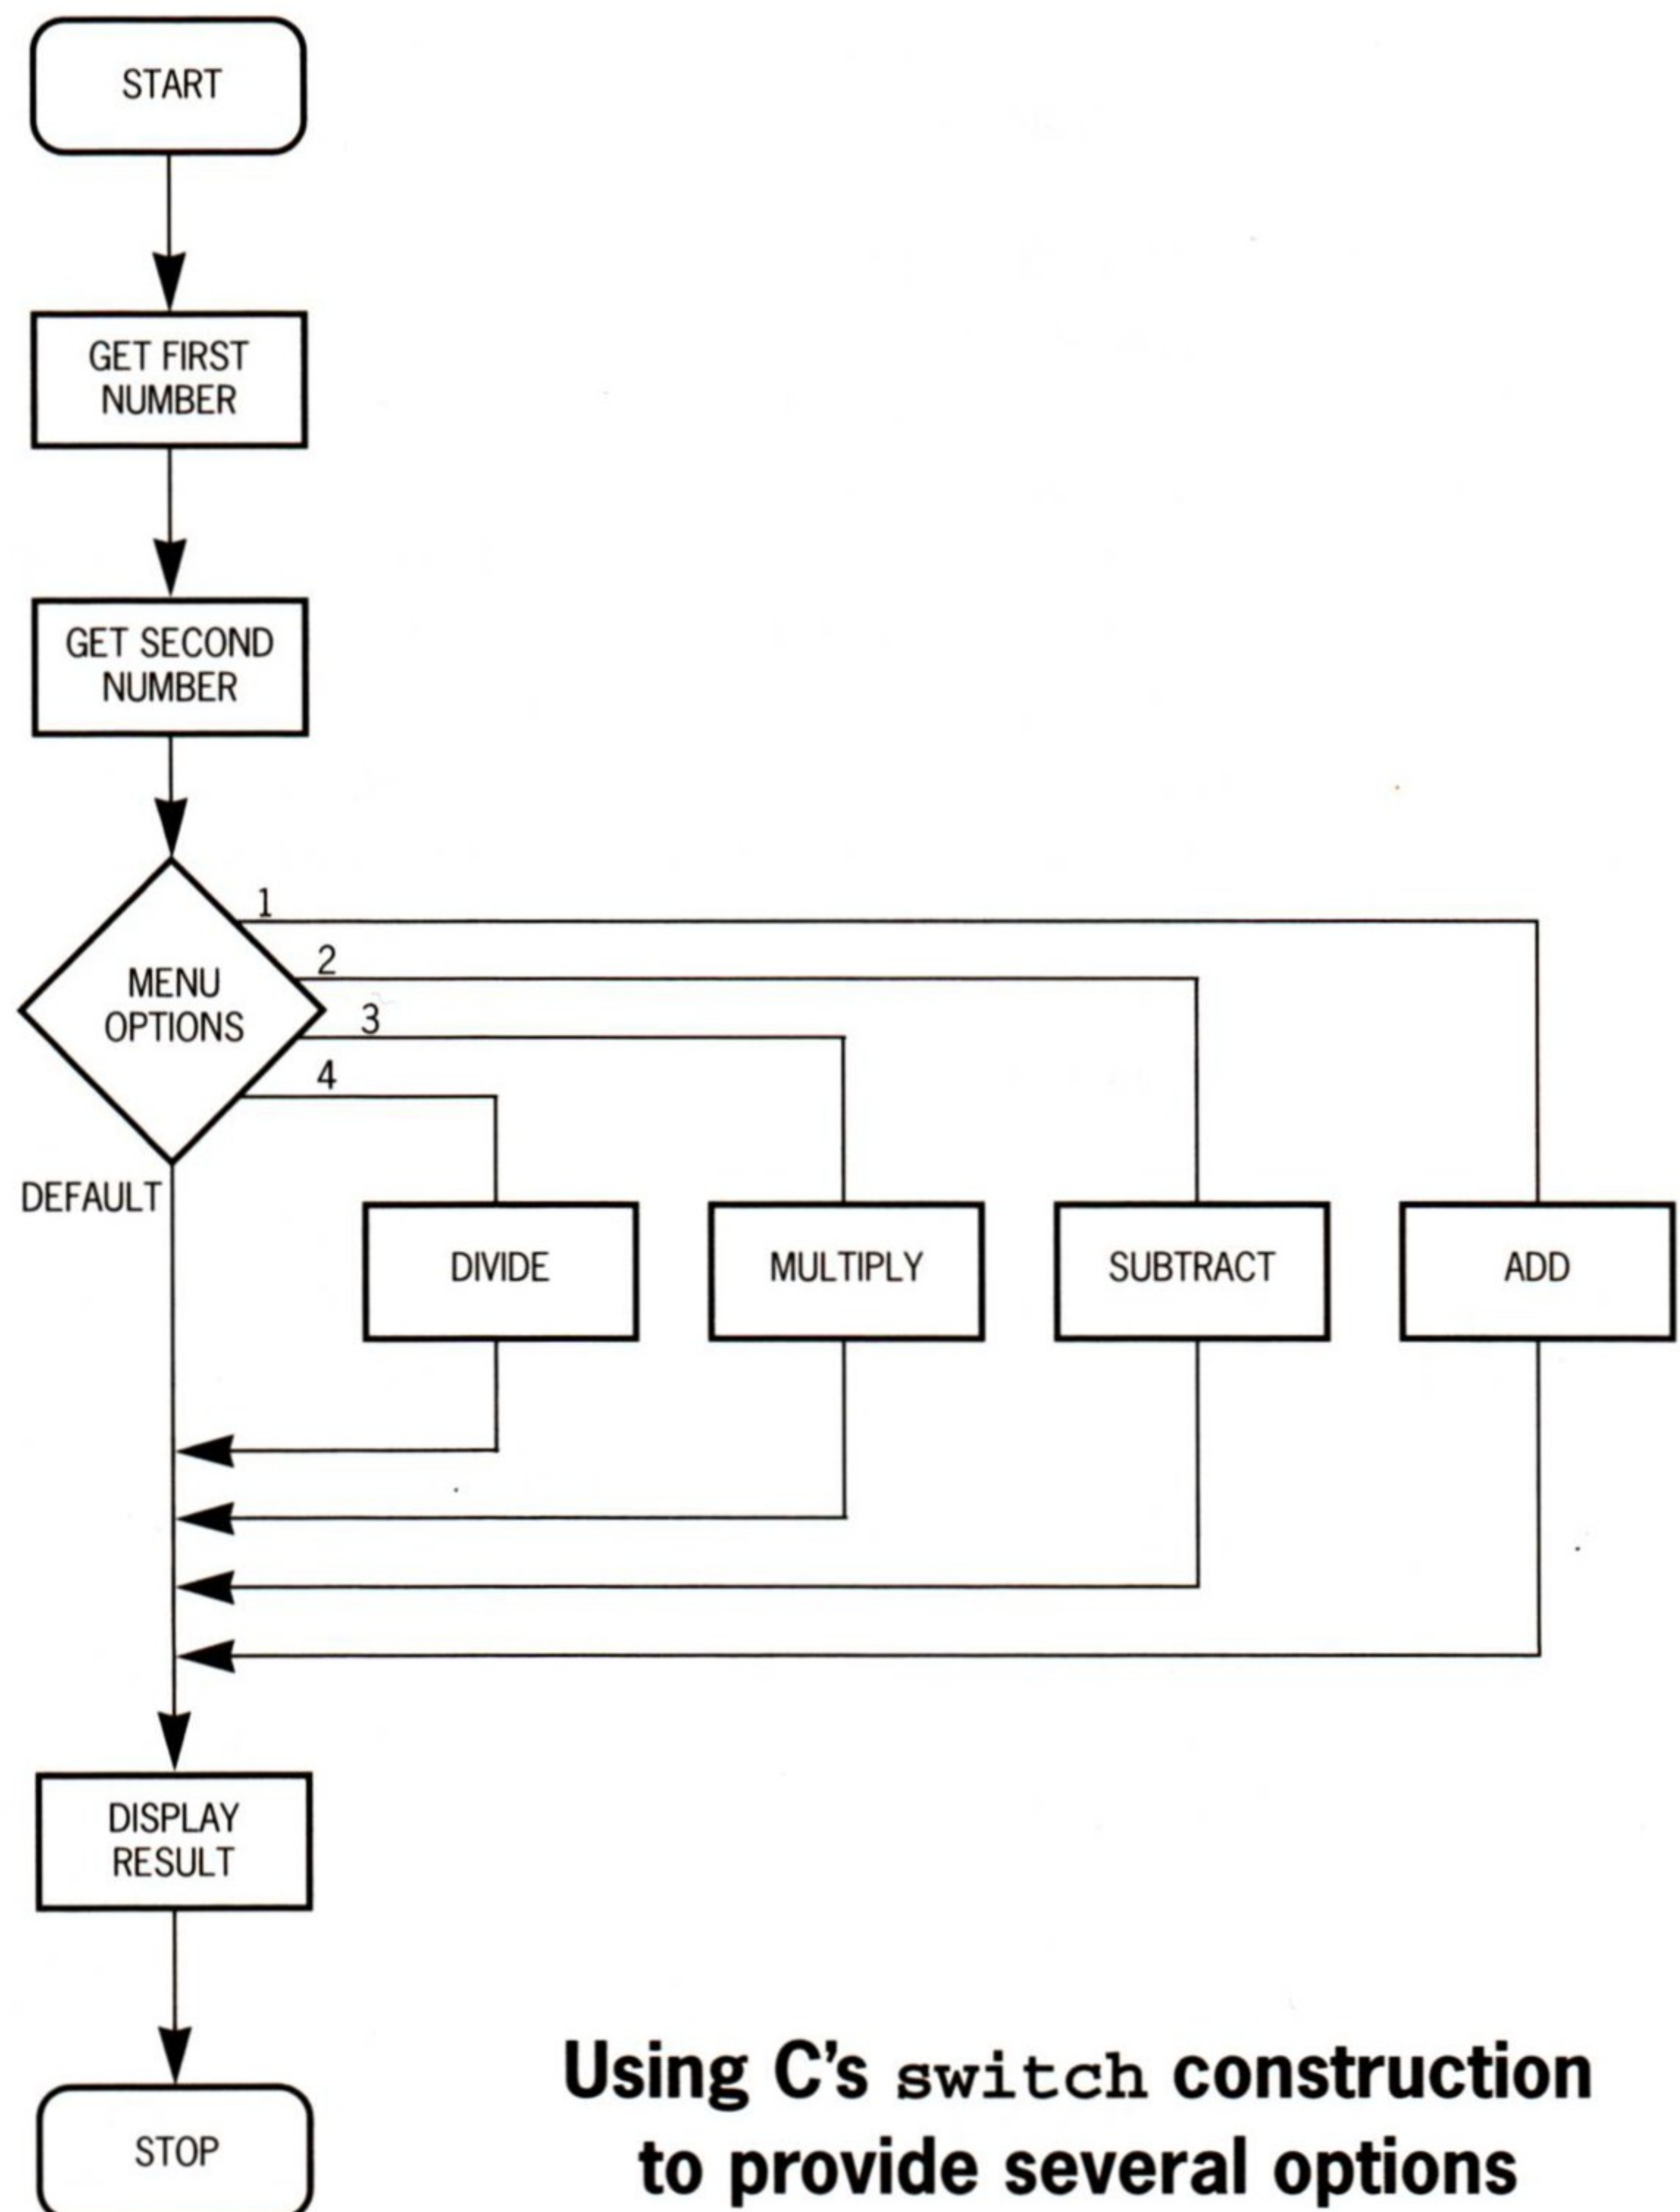 START
GET FIRST
NUMBER
GET SECOND
NUMBER
1
2
MENU
OPTIONS
3
4
DEFAULT
DIVIDE
MULTIPLY
SUBTRACT
ADD
DISPLAY
RESULT
STOP
Using C’s switch construction
to provide several options